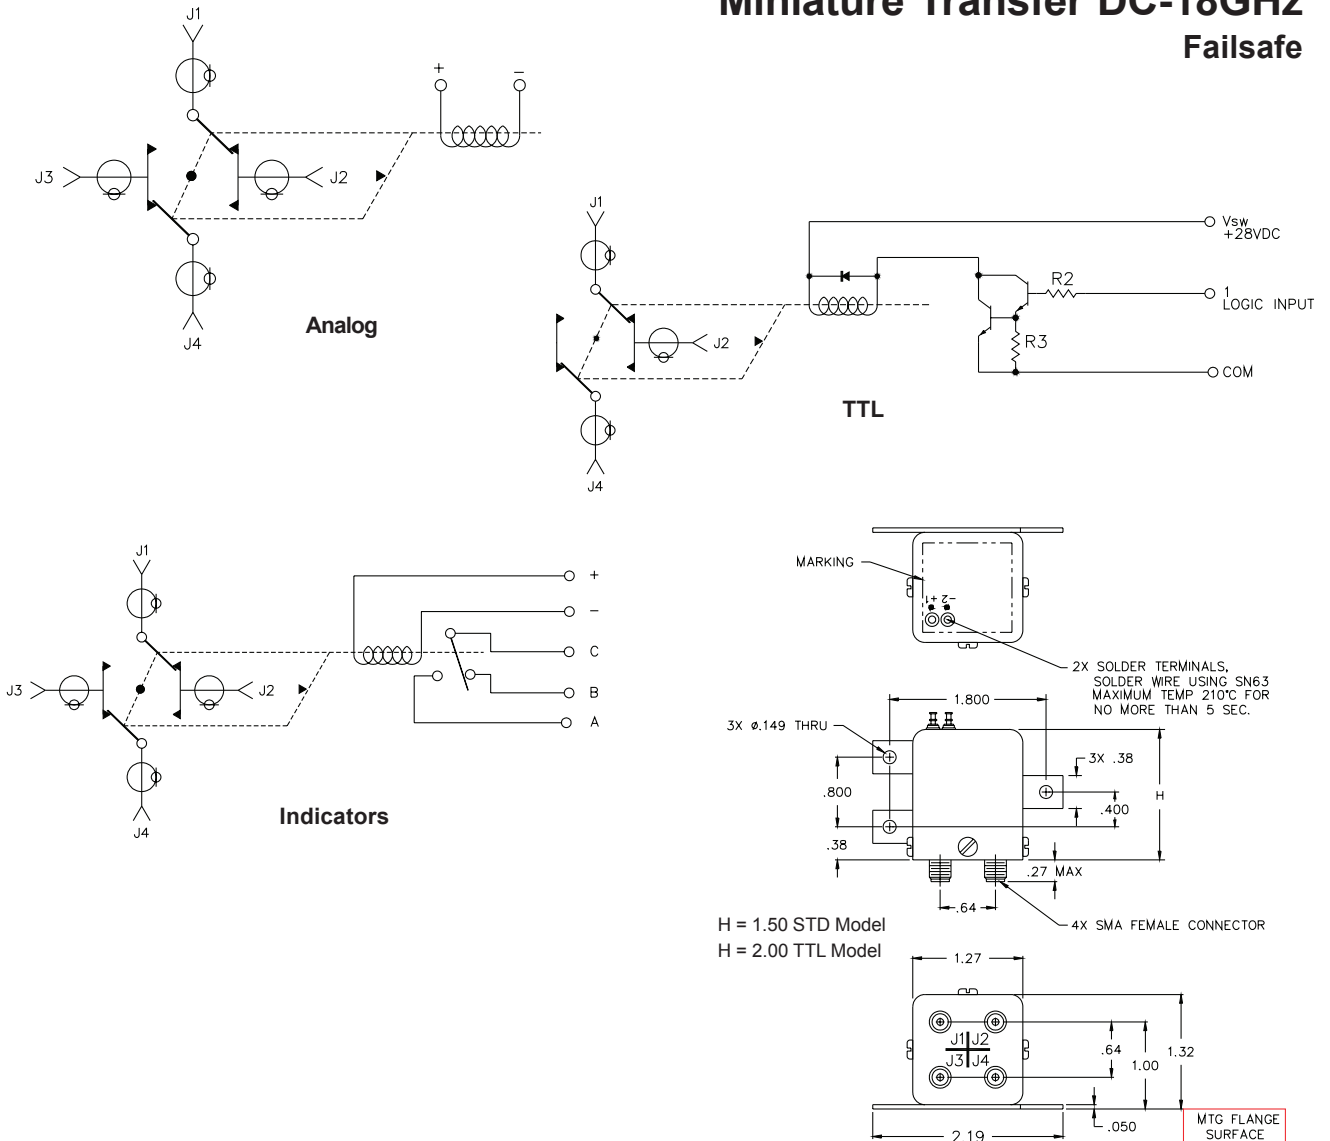 Miniature Transfer DC-18GHz
Failsafe
J1
+ −
J3
J2
J4
Analog
J1
J2
J4
Vsw
+28VDC
R2
1
LOGIC INPUT
R3
COM
TTL
J1
J3
J2
J4
+
−
C
B
A
Indicators
MARKING
1+ 2−
2X SOLDER TERMINALS,
SOLDER WIRE USING SN63
MAXIMUM TEMP 210°C FOR
NO MORE THAN 5 SEC.
1.800
3X ø.149 THRU
3X .38
.800
.400
H
.38
.27 MAX
.64
4X SMA FEMALE CONNECTOR
H = 1.50 STD Model
H = 2.00 TTL Model
1.27
J1 J2
J3 J4
.64
1.00
1.32
.050
2.19
MTG FLANGE
SURFACE